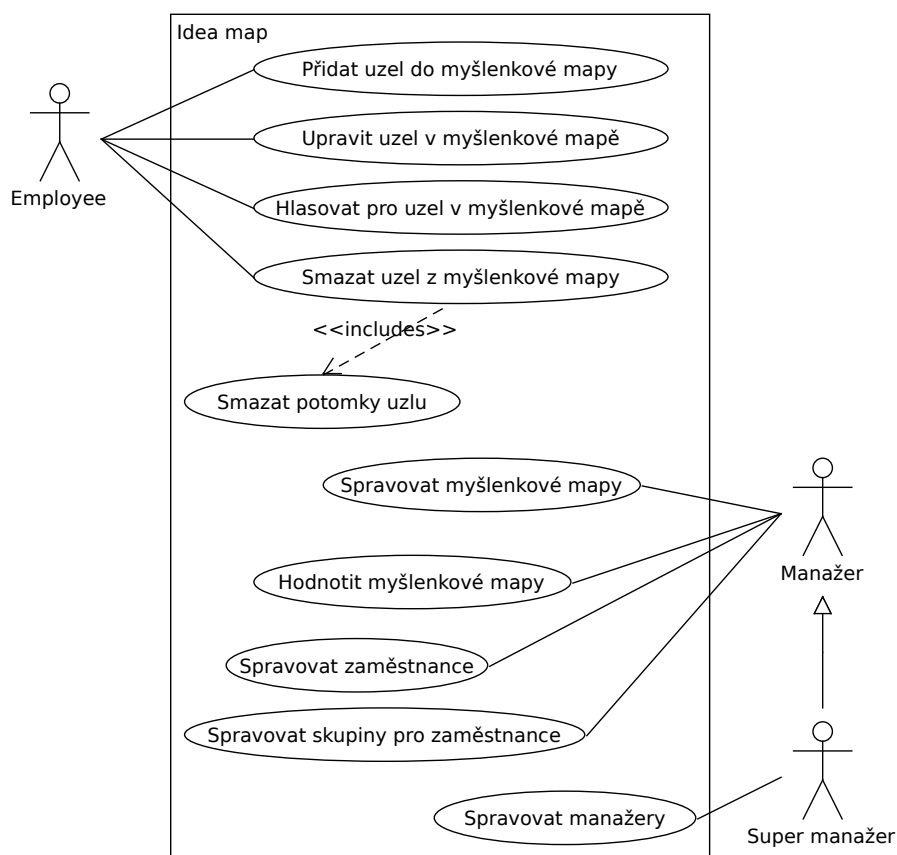 Idea map
Přidat uzel do myšlenkové mapy
Upravit uzel v myšlenkové mapě
Employee
Hlasovat pro uzel v myšlenkové mapě
Smazat uzel z myšlenkové mapy
<<includes>>
Smazat potomky uzlu
Spravovat myšlenkové mapy
Manažer
Hodnotit myšlenkové mapy
Spravovat zaměstnance
Spravovat skupiny pro zaměstnance
Spravovat manažery
Super manažer